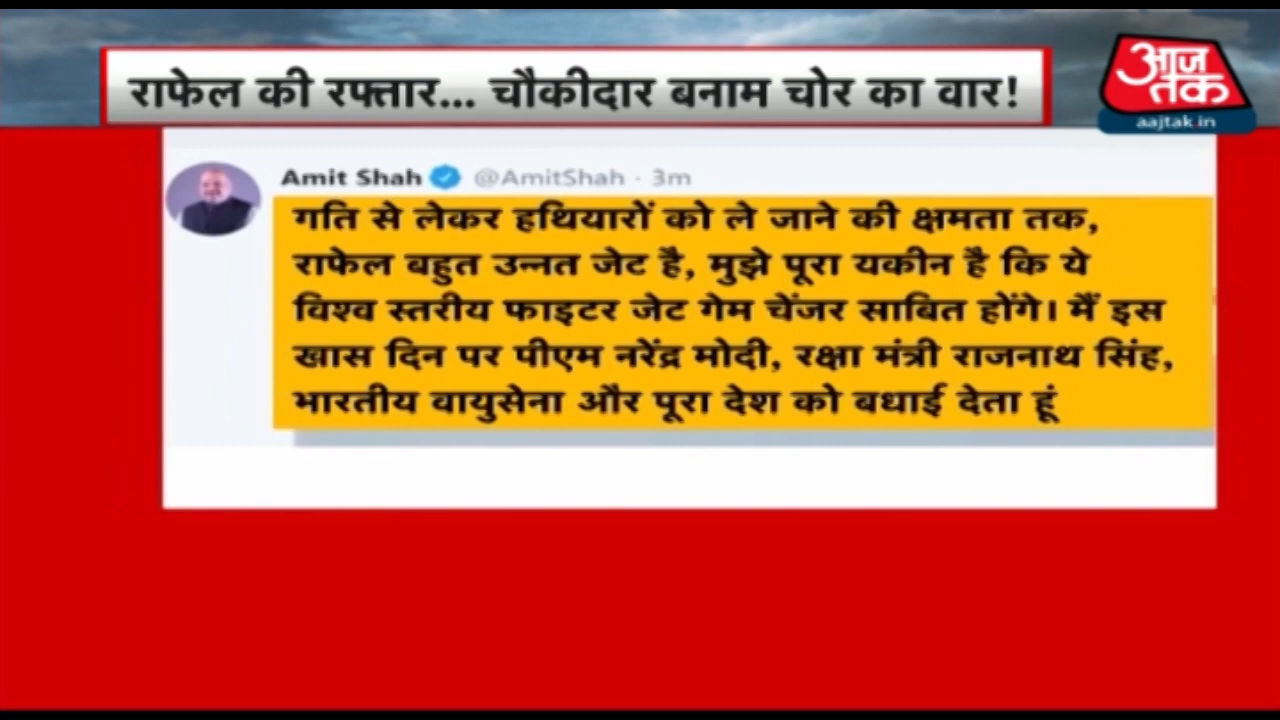 राफेल की रफ्तार... चौकीदार बनाम चोर का वार!
आज
तक
aajtak.in
Amit Shah @AmitShah · 3m
गति से लेकर हथियारों को ले जाने की क्षमता तक,
राफेल बहुत उन्नत जेट है, मुझे पूरा यकीन है कि ये
विश्व स्तरीय फाइटर जेट गेम चेंजर साबित होंगे। मैं इस
खास दिन पर पीएम नरेंद्र मोदी, रक्षा मंत्री राजनाथ सिंह,
भारतीय वायुसेना और पूरा देश को बधाई देता हूं